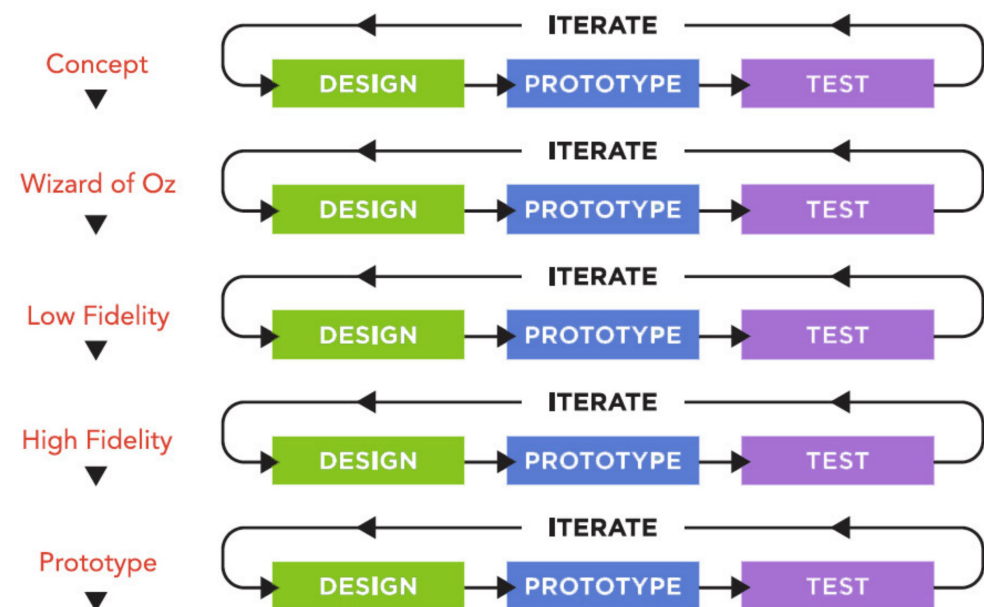 ITERATE
Concept
DESIGN PROTOTYPE TEST
ITERATE
Wizard of Oz
DESIGN PROTOTYPE TEST
ITERATE
Low Fidelity
DESIGN PROTOTYPE TEST
ITERATE
High Fidelity
DESIGN PROTOTYPE TEST
ITERATE
Prototype
DESIGN PROTOTYPE TEST